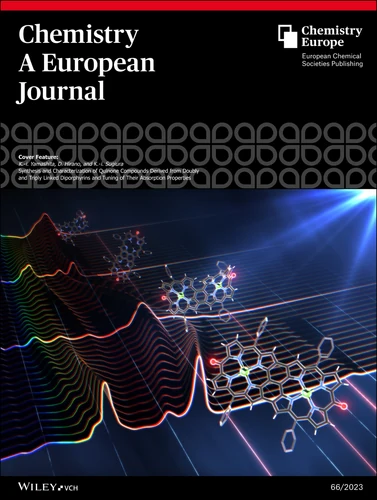 Chemistry
A European
Journal
Chemistry
Europe
European Chemical
Societies Publishing
Cover Feature:
K.-i. Yamashita, D. Hirano, and K.-i. Sugiura
Synthesis and Characterization of Quinone Compounds Derived from Doubly
and Triply Linked Diporphyrins and Tuning of Their Absorption Properties
WILEY-VCH
66/2023